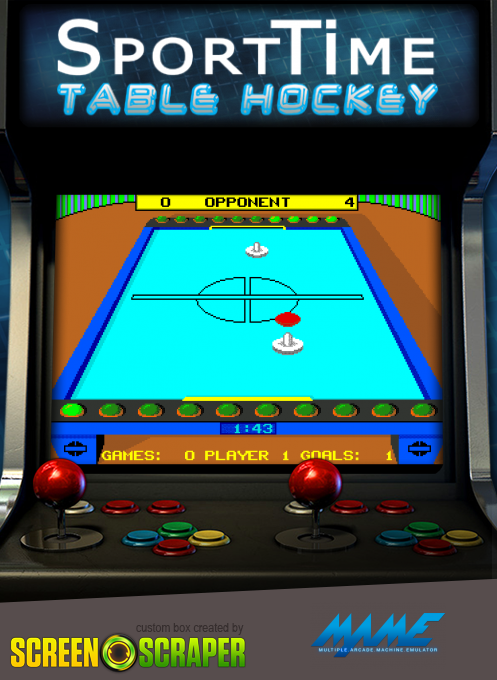 SPORTTIME
TABLE HOCKEY
0 OPPONENT 4
1:43
GAMES: 0 PLAYER 1 GOALS: 1
custom box created by
SCREEN SCRAPER
MAME
MULTIPLE ARCADE MACHINE EMULATOR